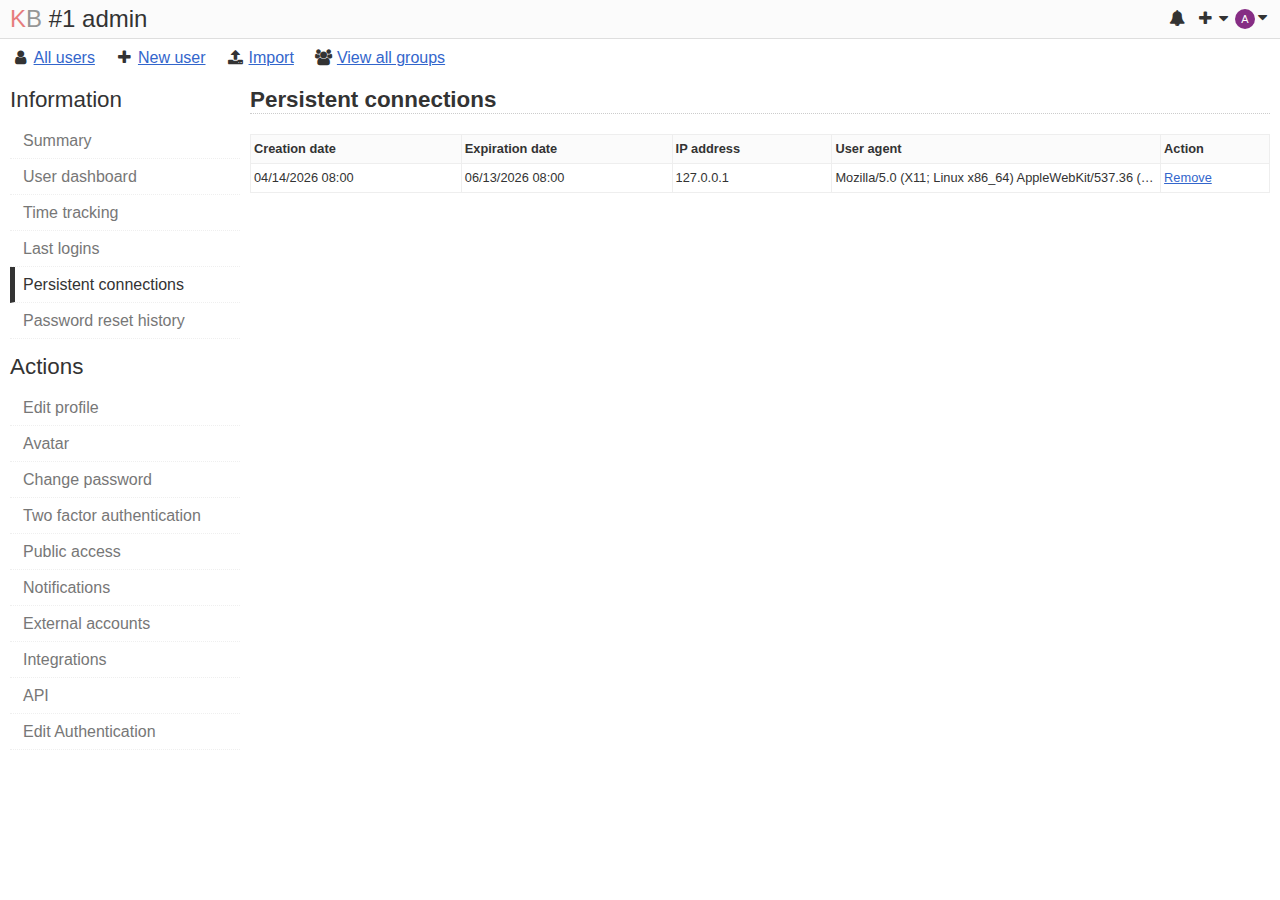 KB #1 admin
A
All users New user Import View all groups
Information
Summary
User dashboard
Time tracking
Last logins
Persistent connections
Password reset history
Actions
Edit profile
Avatar
Change password
Two factor authentication
Public access
Notifications
External accounts
Integrations
API
Edit Authentication
Persistent connections
Creation date Expiration date IP address User agent Action
04/14/2026 08:00 06/13/2026 08:00 127.0.0.1 Mozilla/5.0 (X11; Linux x86_64) AppleWebKit/537.36 (… Remove